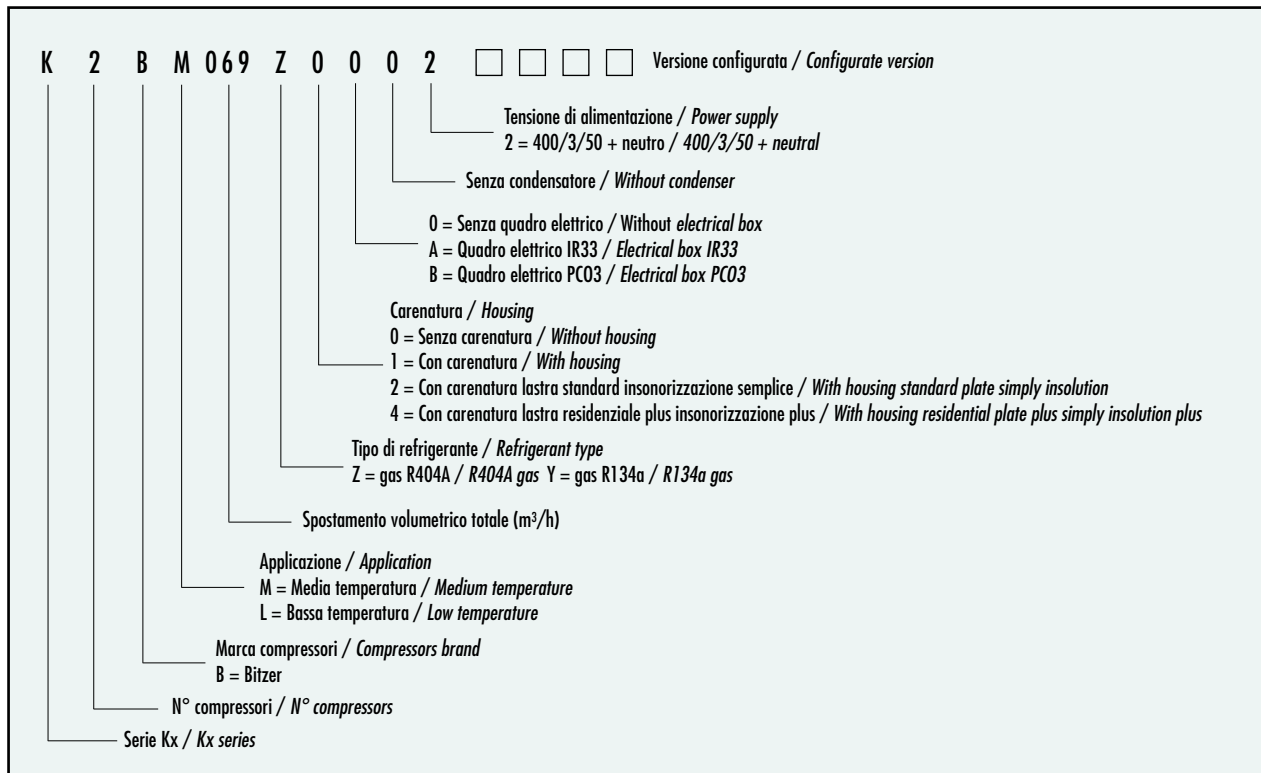 K 2 B M 069 Z 0 0 0 2 Versione configurata / Configurate version
Tensione di alimentazione / Power supply
2 = 400/3/50 + neutro / 400/3/50 + neutral
Senza condensatore / Without condenser
0 = Senza quadro elettrico / Without electrical box
A = Quadro elettrico IR33 / Electrical box IR33
B = Quadro elettrico PCO3 / Electrical box PCO3
Carenatura / Housing
0 = Senza carenatura / Without housing
1 = Con carenatura / With housing
2 = Con carenatura lastra standard insonorizzazione semplice / With housing standard plate simply insolution
4 = Con carenatura lastra residenziale plus insonorizzazione plus / With housing residential plate plus simply insolution plus
Tipo di refrigerante / Refrigerant type
Z = gas R404A / R404A gas Y = gas R134a / R134a gas
Spostamento volumetrico totale (m³/h)
Applicazione / Application
M = Media temperatura / Medium temperature
L = Bassa temperatura / Low temperature
Marca compressori / Compressors brand
B = Bitzer
N° compressori / N° compressors
Serie Kx / Kx series